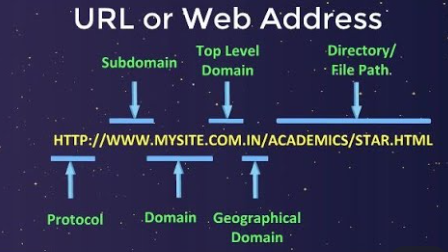 URL or Web Address
Subdomain
Top Level
Domain
Directory/
File Path
HTTP://WWW.MYSITE.COM.IN/ACADEMICS/STAR.HTML
Protocol
Domain
Geographical
Domain